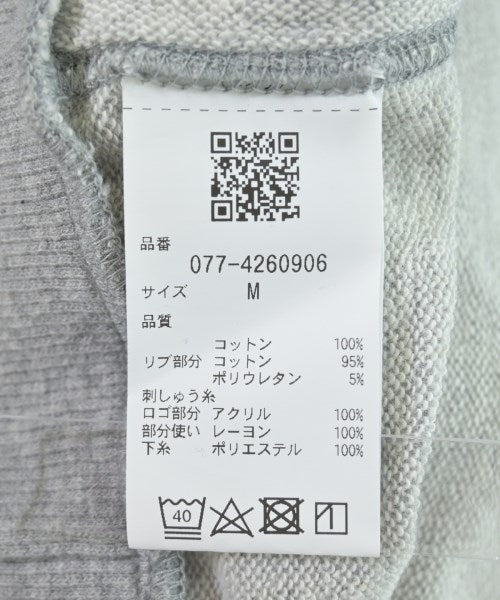 品番
077-4260906
サイズ M
品質
コットン 100%
リブ部分 コットン 95%
ポリウレタン 5%
刺しゅう糸
ロゴ部分 アクリル 100%
部分使い レーヨン 100%
下糸 ポリエステル 100%
40